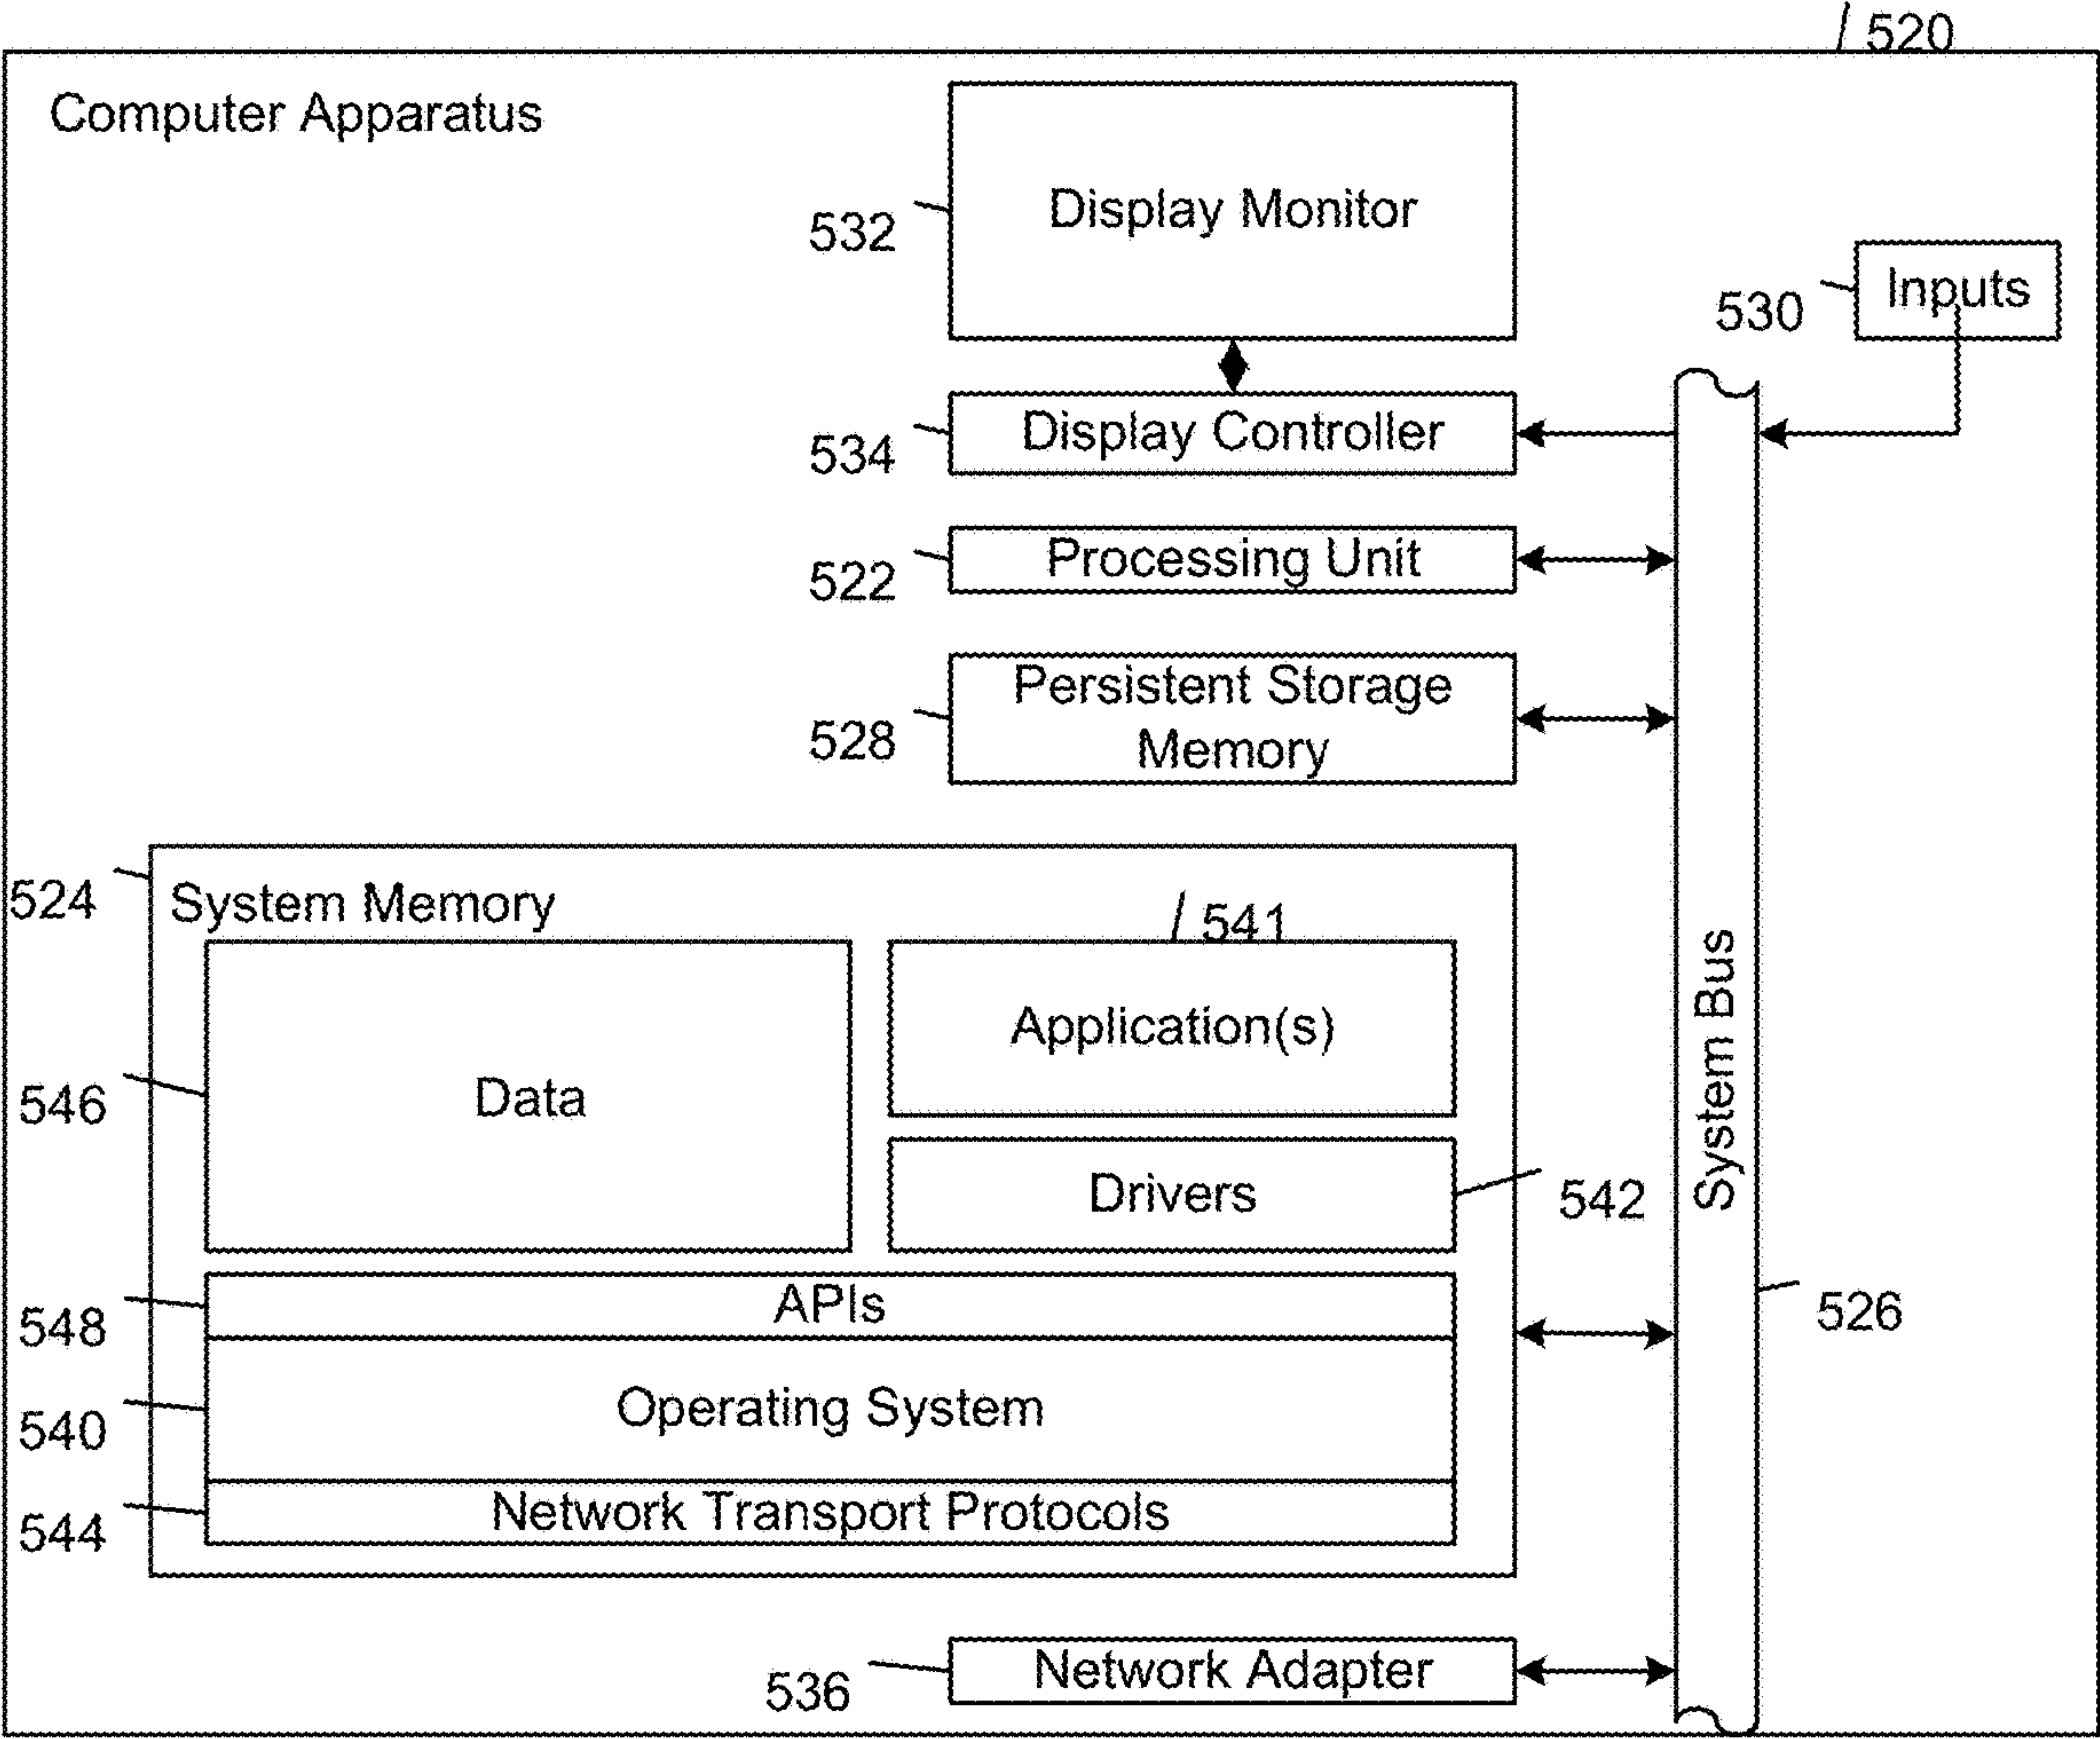 520
Computer Apparatus
Display Monitor
532
Inputs
530
Display Controller
534
Processing Unit
522
Persistent Storage
Memory
528
524
System Memory
541
Application(s)
Data
546
Drivers
542
System Bus
526
APIs
548
Operating System
540
Network Transport Protocols
544
Network Adapter
536